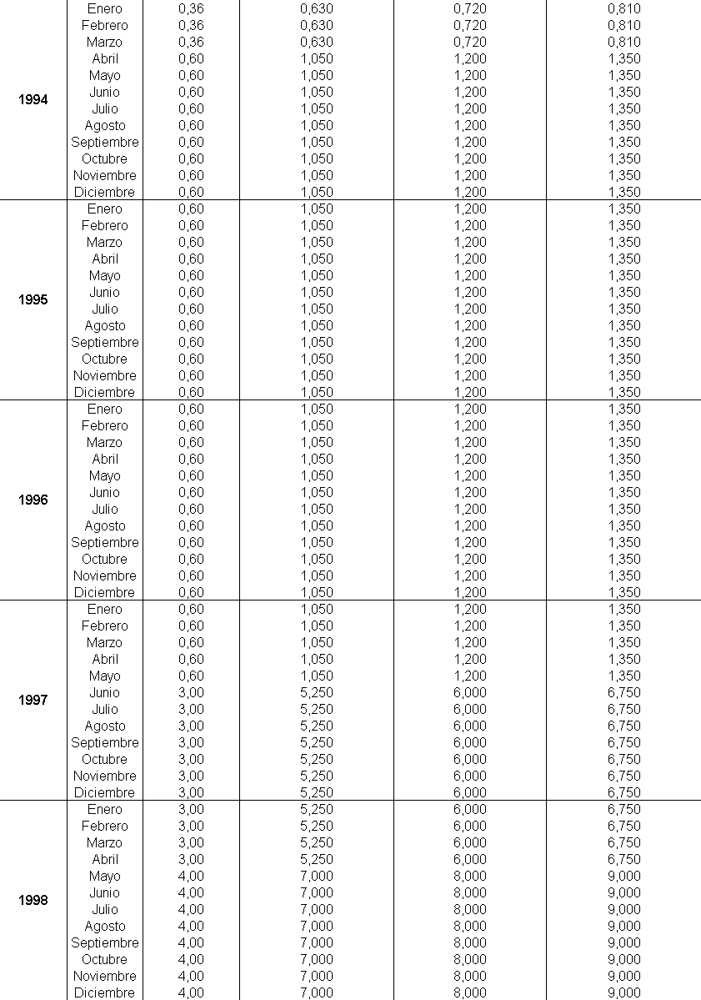 Enero 0,36 0,630 0,720 0,810
Febrero 0,36 0,630 0,720 0,810
Marzo 0,36 0,630 0,720 0,810
Abril 0,60 1,050 1,200 1,350
Mayo 0,60 1,050 1,200 1,350
1994 Junio 0,60 1,050 1,200 1,350
Julio 0,60 1,050 1,200 1,350
Agosto 0,60 1,050 1,200 1,350
Septiembre 0,60 1,050 1,200 1,350
Octubre 0,60 1,050 1,200 1,350
Noviembre 0,60 1,050 1,200 1,350
Diciembre 0,60 1,050 1,200 1,350
Enero 0,60 1,050 1,200 1,350
Febrero 0,60 1,050 1,200 1,350
Marzo 0,60 1,050 1,200 1,350
Abril 0,60 1,050 1,200 1,350
Mayo 0,60 1,050 1,200 1,350
1995 Junio 0,60 1,050 1,200 1,350
Julio 0,60 1,050 1,200 1,350
Agosto 0,60 1,050 1,200 1,350
Septiembre 0,60 1,050 1,200 1,350
Octubre 0,60 1,050 1,200 1,350
Noviembre 0,60 1,050 1,200 1,350
Diciembre 0,60 1,050 1,200 1,350
Enero 0,60 1,050 1,200 1,350
Febrero 0,60 1,050 1,200 1,350
Marzo 0,60 1,050 1,200 1,350
Abril 0,60 1,050 1,200 1,350
Mayo 0,60 1,050 1,200 1,350
1996 Junio 0,60 1,050 1,200 1,350
Julio 0,60 1,050 1,200 1,350
Agosto 0,60 1,050 1,200 1,350
Septiembre 0,60 1,050 1,200 1,350
Octubre 0,60 1,050 1,200 1,350
Noviembre 0,60 1,050 1,200 1,350
Diciembre 0,60 1,050 1,200 1,350
Enero 0,60 1,050 1,200 1,350
Febrero 0,60 1,050 1,200 1,350
Marzo 0,60 1,050 1,200 1,350
Abril 0,60 1,050 1,200 1,350
Mayo 0,60 1,050 1,200 1,350
1997 Junio 3,00 5,250 6,000 6,750
Julio 3,00 5,250 6,000 6,750
Agosto 3,00 5,250 6,000 6,750
Septiembre 3,00 5,250 6,000 6,750
Octubre 3,00 5,250 6,000 6,750
Noviembre 3,00 5,250 6,000 6,750
Diciembre 3,00 5,250 6,000 6,750
Enero 3,00 5,250 6,000 6,750
Febrero 3,00 5,250 6,000 6,750
Marzo 3,00 5,250 6,000 6,750
Abril 3,00 5,250 6,000 6,750
Mayo 4,00 7,000 8,000 9,000
1998 Junio 4,00 7,000 8,000 9,000
Julio 4,00 7,000 8,000 9,000
Agosto 4,00 7,000 8,000 9,000
Septiembre 4,00 7,000 8,000 9,000
Octubre 4,00 7,000 8,000 9,000
Noviembre 4,00 7,000 8,000 9,000
Diciembre 4,00 7,000 8,000 9,000